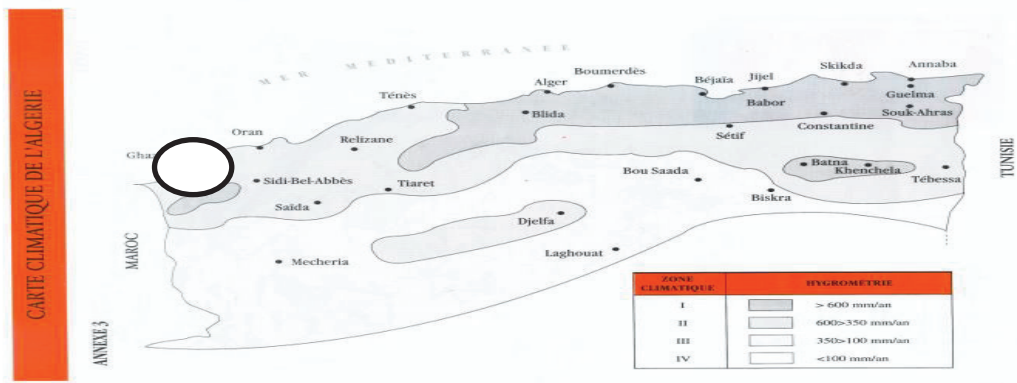 CARTE CLIMATIQUE DE L'ALGERIE
ANNEXE 3
MER MEDITERRANEE
MAROC
TUNISIE
Annaba
Skikda
Jijel
Béjaïa
Boumerdès
Alger
Ténès
Guelma
Babor
Souk-Ahras
Blida
Constantine
Oran
Relizane
Sétif
Batna
Khenchela
Bou Saada
Tébessa
Sidi-Bel-Abbès
Tiaret
Biskra
Saïda
Djelfa
Laghouat
Mecheria
ZONE CLIMATIQUE
HYGROMÉTRIE
I > 600 mm/an
II 600>350 mm/an
III 350>100 mm/an
IV <100 mm/an